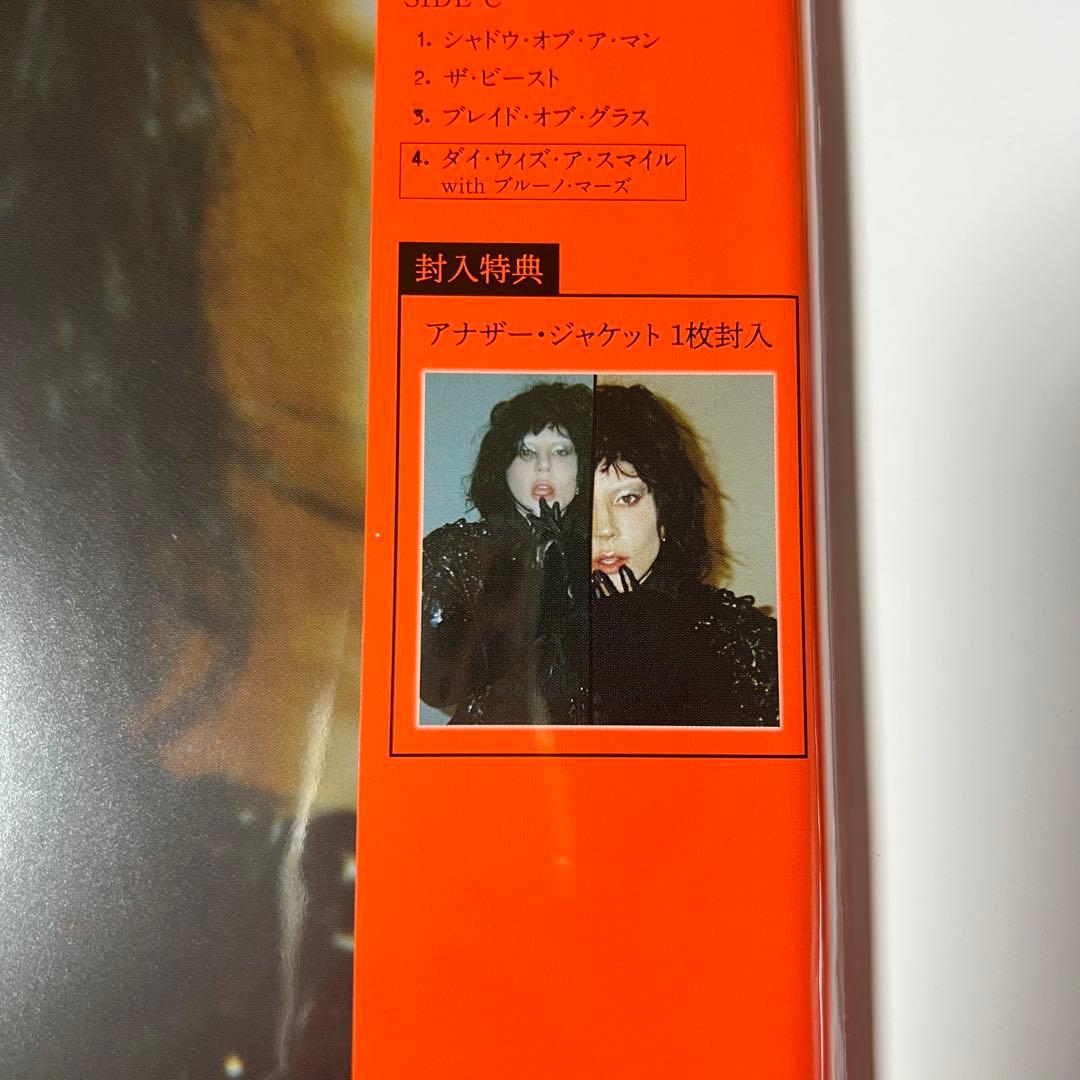 SIDE C
1. シャドウ・オブ・ア・マン
2. ザ・ビースト
3. ブレイド・オブ・グラス
4. ダイ・ウィズ・ア・スマイル
with ブルーノ・マーズ
封入特典
アナザー・ジャケット 1枚封入